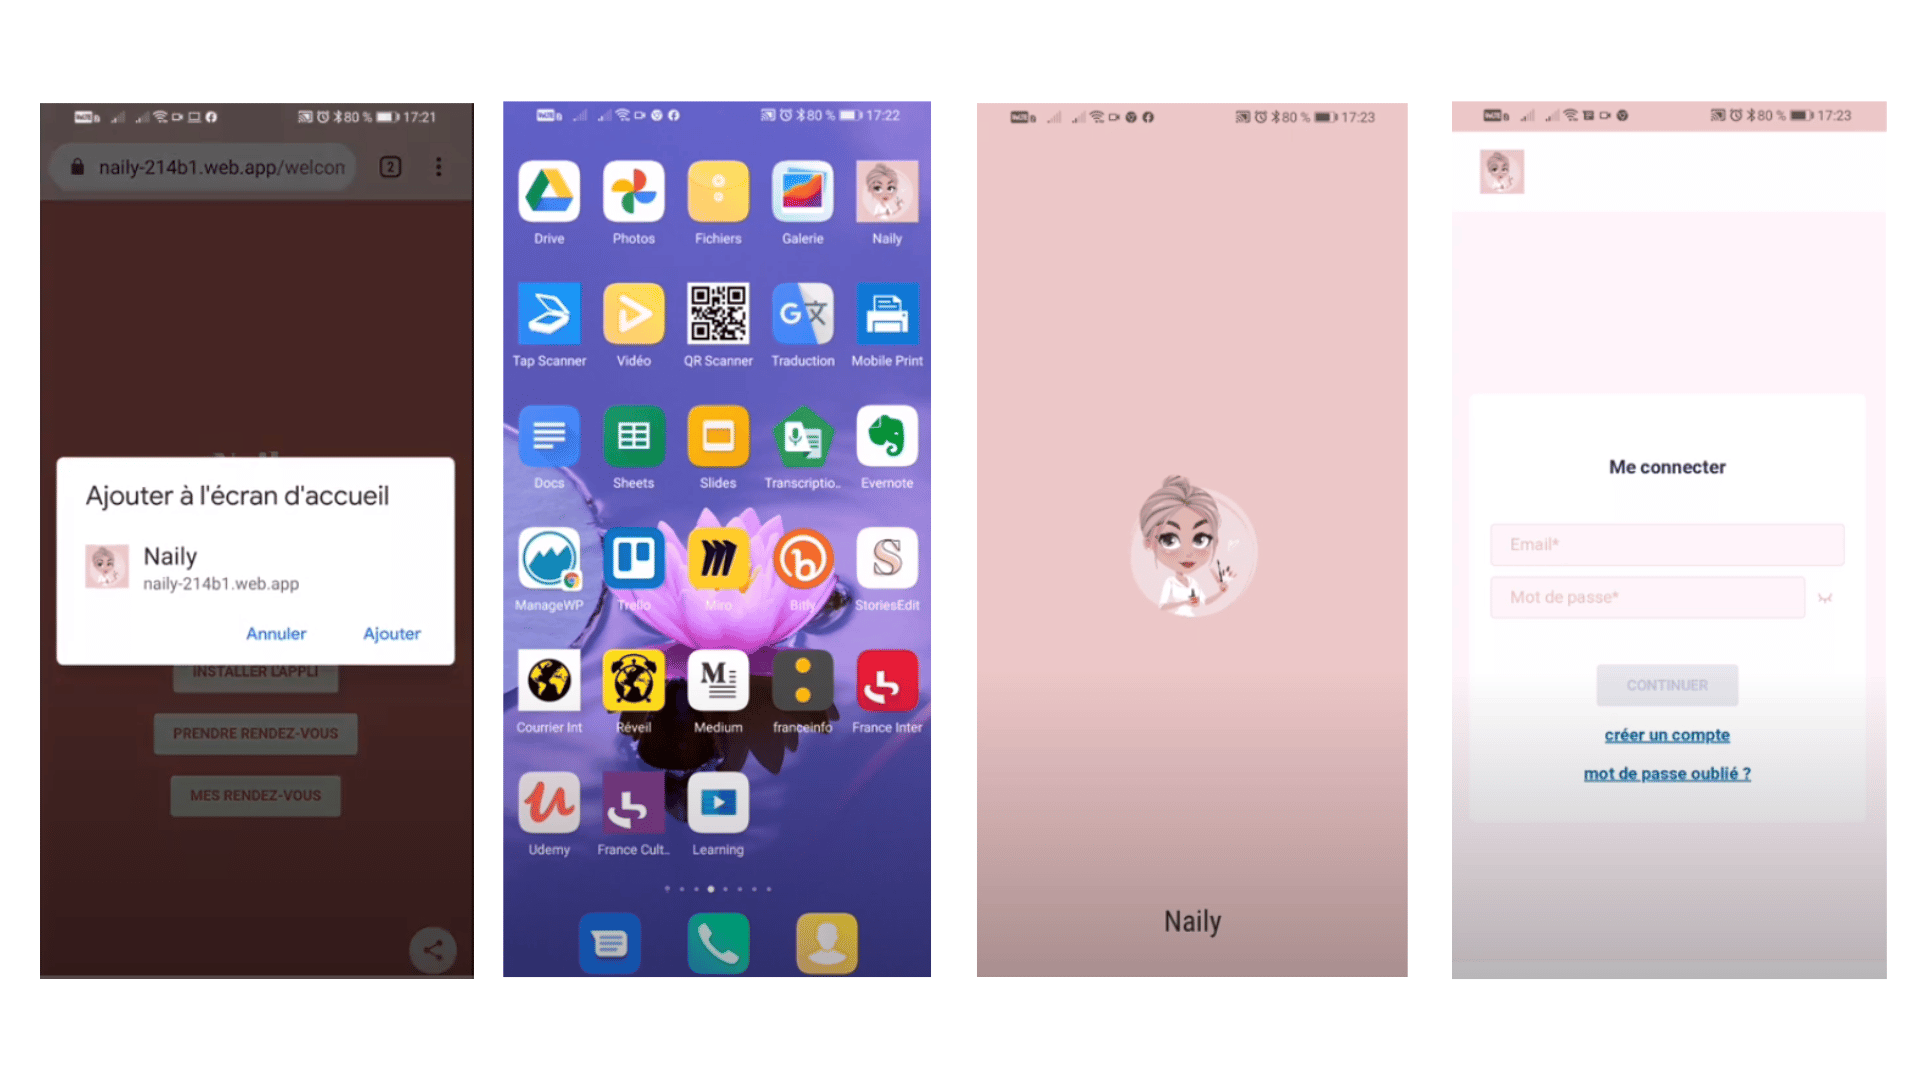 80 % 17:21
naily-214b1.web.app/welcom
2
Ajouter à l'écran d'accueil
Naily
naily-214b1.web.app
Annuler Ajouter
INSTALLER L'APPLI
PRENDRE RENDEZ-VOUS
MES RENDEZ-VOUS
80 % 17:22
Drive Photos Fichiers Galerie Naily
Tap Scanner Vidéo QR Scanner Traduction Mobile Print
Docs Sheets Slides Transcriptio.. Evernote
ManageWP Trello Miro Bitly StoriesEdit
Courrier Int Réveil Medium franceinfo France Inter
Udemy France Cult.. Learning
80 % 17:23
Naily
80 % 17:23
Me connecter
Email*
Mot de passe*
CONTINUER
créer un compte
mot de passe oublié ?